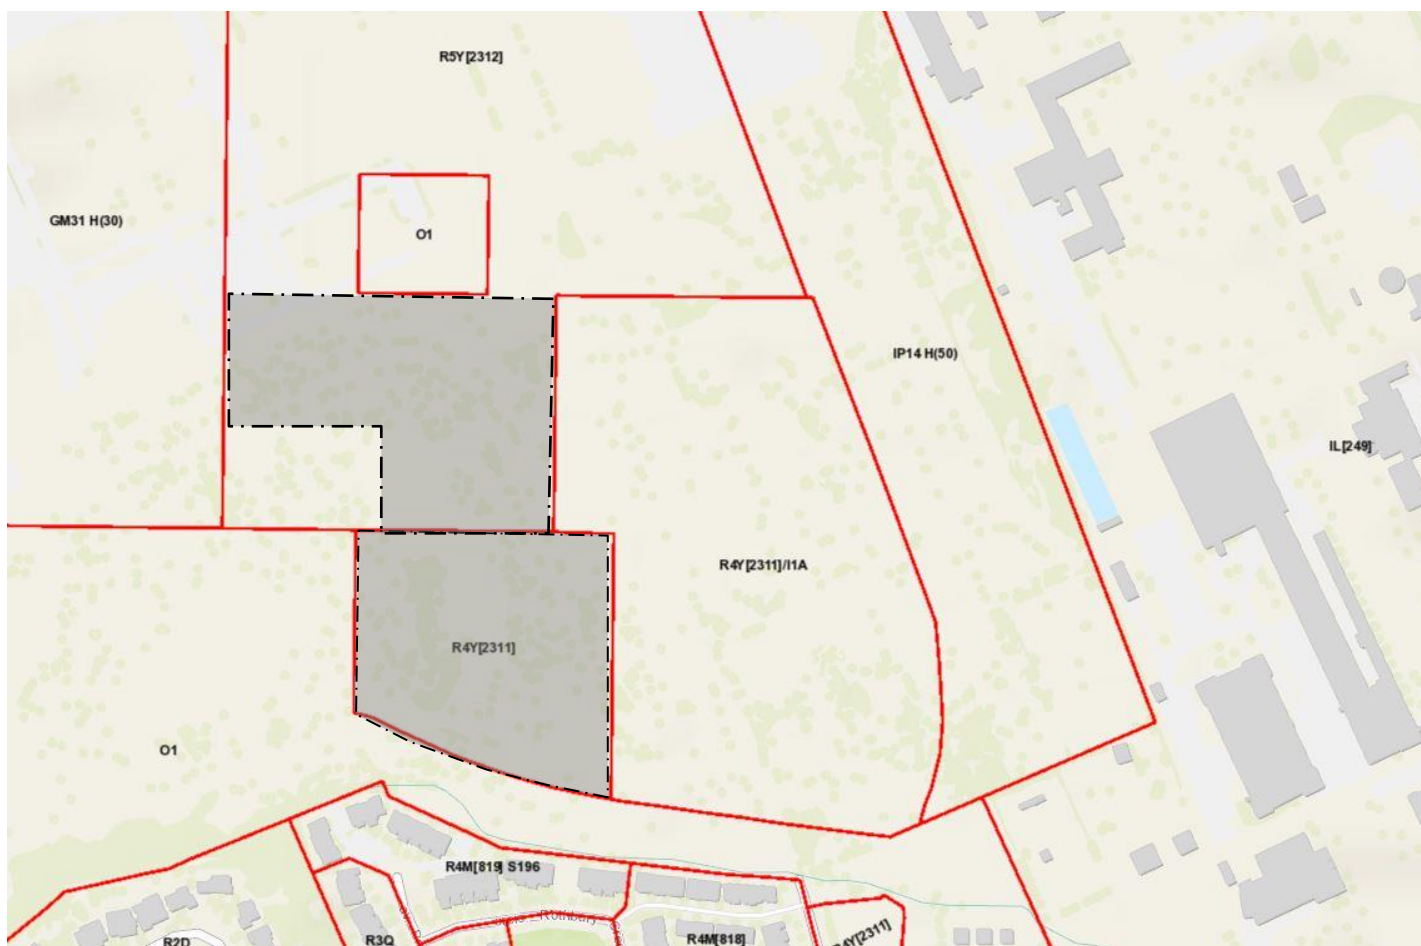 R5Y[2312]
GM31 H(30)
O1
IP14 H(50)
IL[249]
R4Y[2311]/I1A
R4Y[2311]
O1
R4M[819] S196
Rothbury
R2D
R3Q
R4M[818]
R4Y[2311]